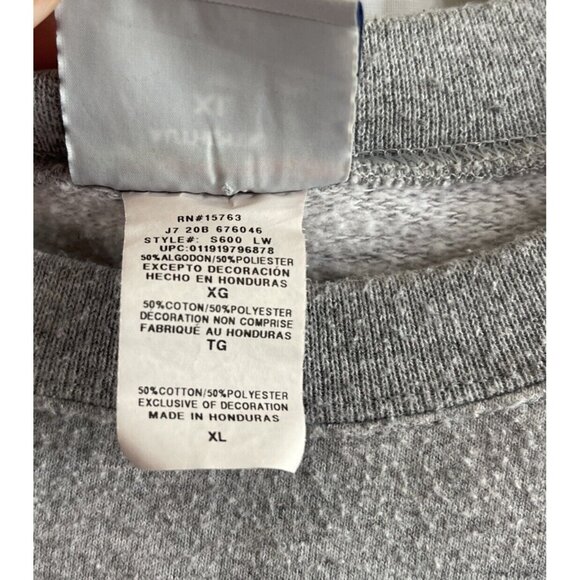 RN#15763
J7 20B 676046
STYLE#: S600 LW
UPC:011919796878
50%ALGODON/50%POLIESTER
EXCEPTO DECORACIÓN
HECHO EN HONDURAS
XG
50%COTON/50%POLYESTER
DÉCORATION NON COMPRISE
FABRIQUÉ AU HONDURAS
TG
50%COTTON/50%POLYESTER
EXCLUSIVE OF DECORATION
MADE IN HONDURAS
XL